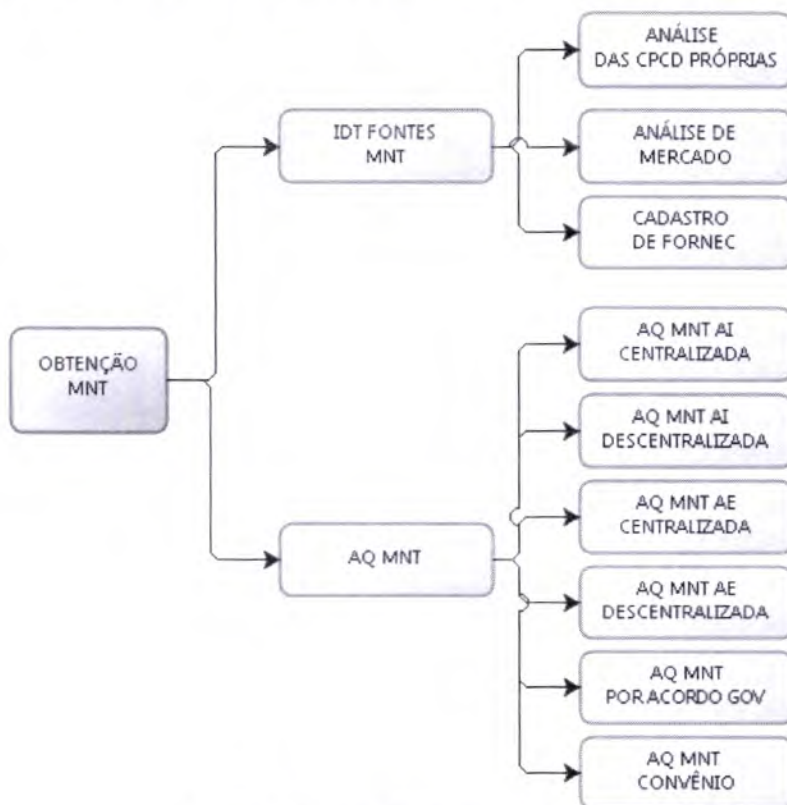 ANÁLISE
DAS CPCD PRÓPRIAS
IDT FONTES
MNT
ANÁLISE DE
MERCADO
CADASTRO
DE FORNEC
OBTENÇÃO
MNT
AQ MNT AI
CENTRALIZADA
AQ MNT AI
DESCENTRALIZADA
AQ MNT AE
CENTRALIZADA
AQ MNT
AQ MNT AE
DESCENTRALIZADA
AQ MNT
POR ACORDO GOV
AQ MNT
CONVÊNIO